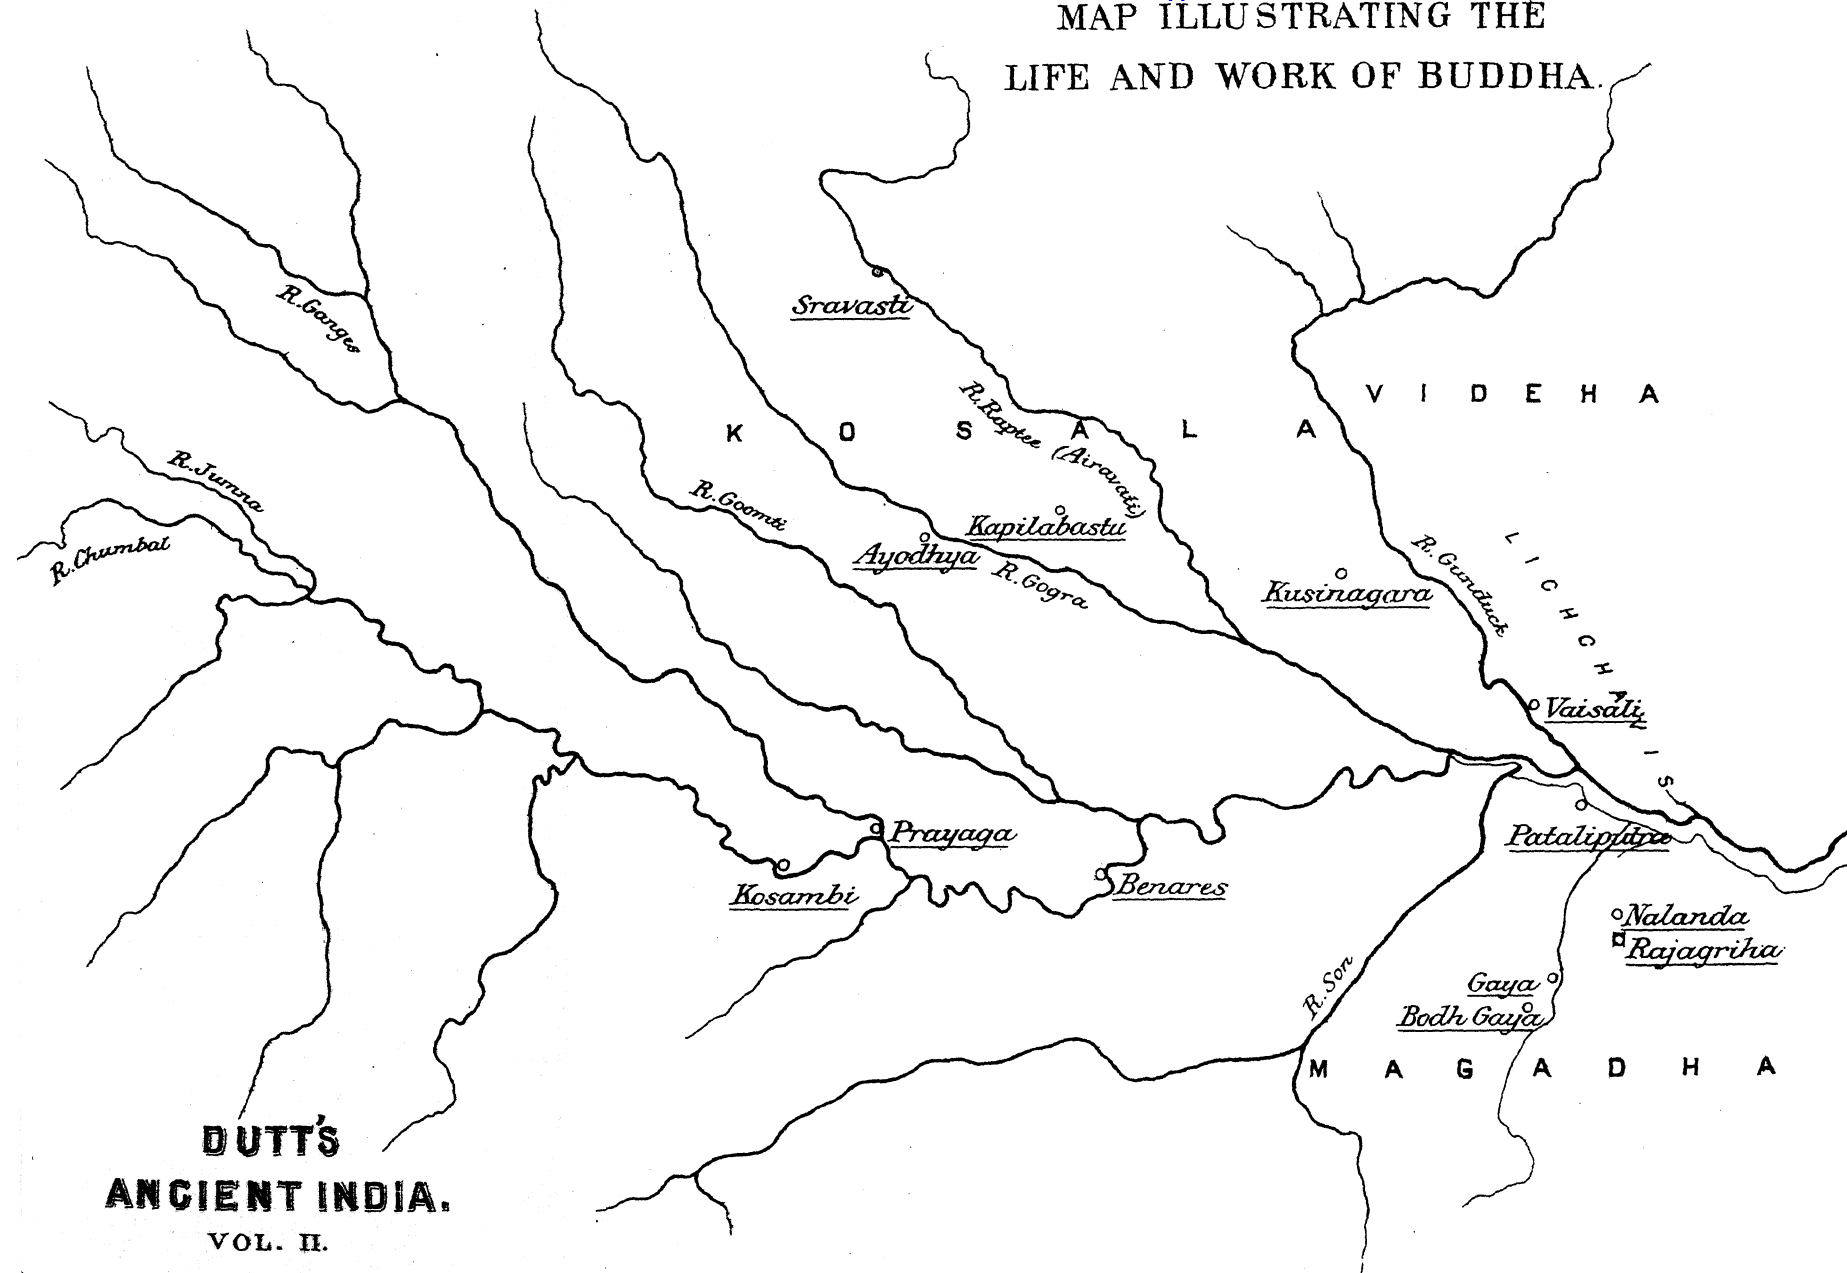 MAP ILLUSTRATING THE
LIFE AND WORK OF BUDDHA.
R. Ganges
Sravasti
R. Raptee (Airavati)
VIDEHA
KOSALA
R. Jumna
R. Chumbal
R. Goomti
Kapilabastu
Ayodhya
R. Gogra
Kusinagara
R. Gunduck
LICHCHAVIS
Vaisali
Prayaga
Kosambi
Benares
Pataliputra
Nalanda
Rajagriha
Gaya
Bodh Gaya
R. Son
MAGADHA
DUTT'S
ANCIENT INDIA.
VOL. II.